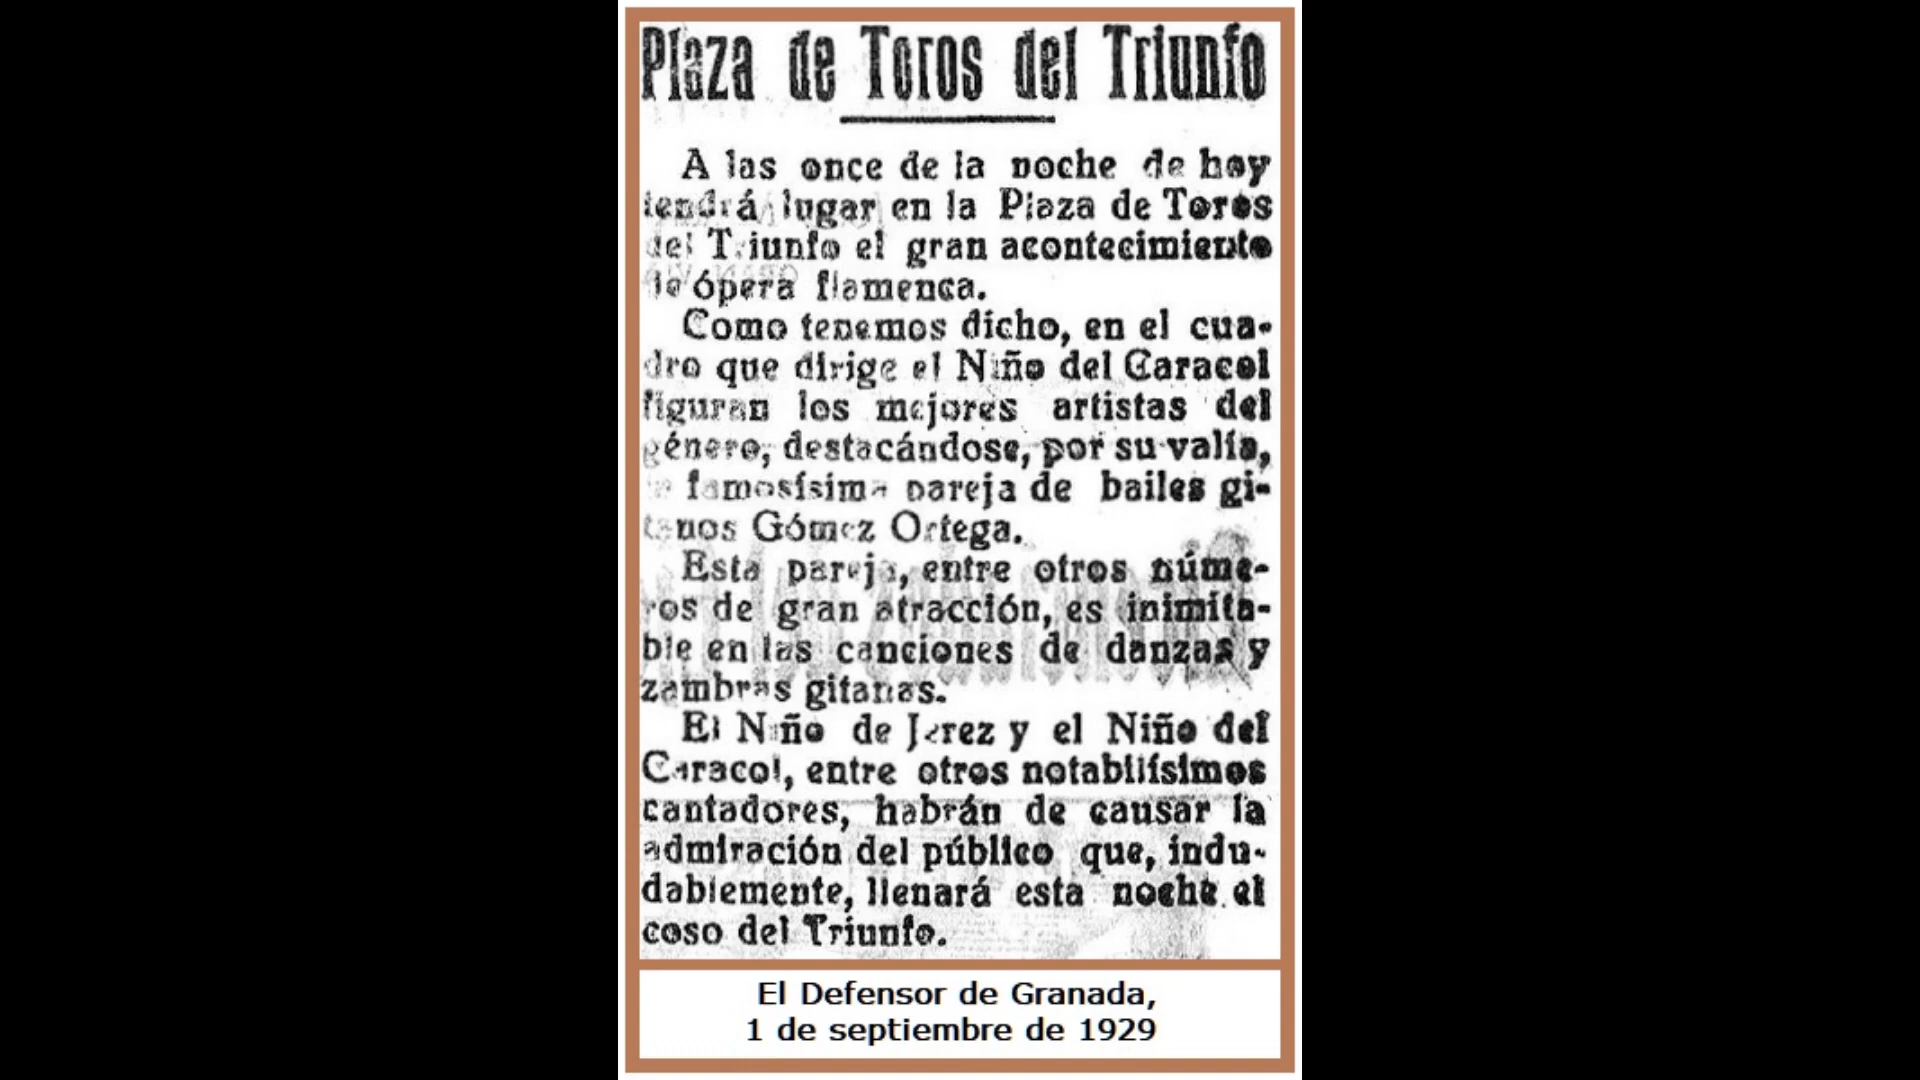 Plaza de Toros del Triunfo
A las once de la noche de hoy
tendrá lugar en la Plaza de Toros
del Triunfo el gran acontecimiento
de ópera flamenca.
Como tenemos dicho, en el cua-
dro que dirige el Niño del Caracol
figuran los mejores artistas del
género, destacándose, por su valía,
la famosísima pareja de bailes gi-
tanos Gómez Ortega.
Esta pareja, entre otros núme-
ros de gran atracción, es inimita-
ble en las canciones de danzas y
zambras gitanas.
El Niño de Jerez y el Niño del
Caracol, entre otros notabilísimos
cantadores, habrán de causar la
admiración del público que, indu-
dablemente, llenará esta noche el
coso del Triunfo.
El Defensor de Granada,
1 de septiembre de 1929